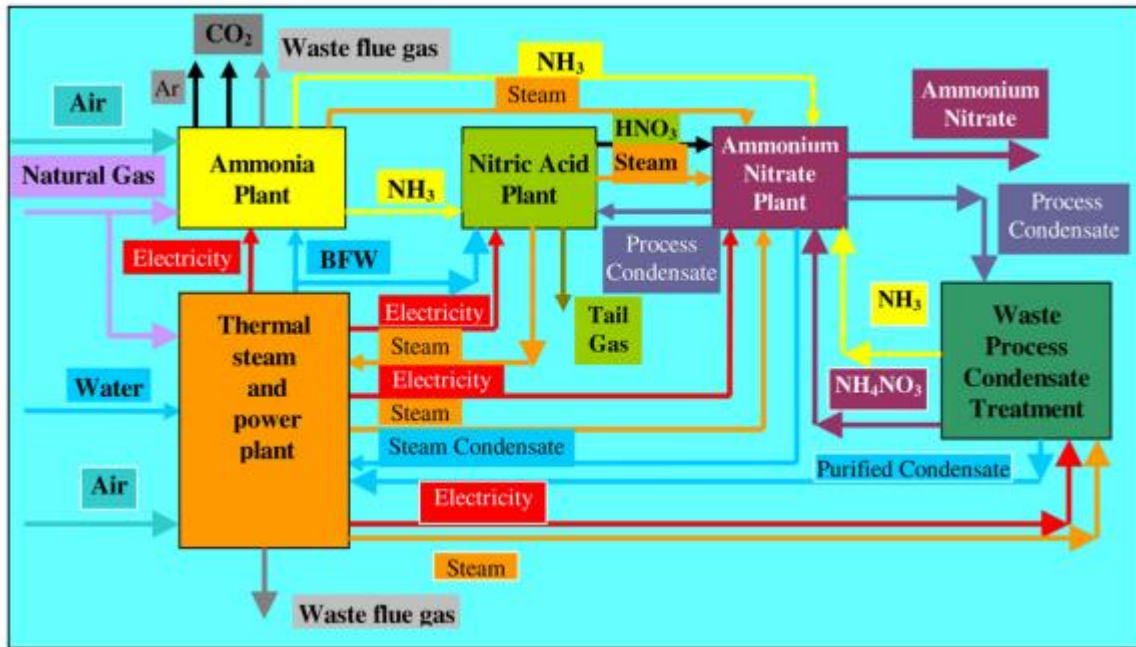 CO₂
Waste flue gas
NH₃
Ar
Steam
Air
Ammonium
Nitrate
HNO₃
Ammonia
Plant
Nitric Acid
Plant
Steam
Ammonium
Nitrate
Plant
Natural Gas
NH₃
Process
Condensate
Electricity
BFW
Process
Condensate
Thermal
steam
and
power
plant
Electricity
Tail
Gas
NH₃
Waste
Process
Condensate
Treatment
Steam
Electricity
NH₄NO₃
Water
Steam
Steam Condensate
Purified Condensate
Air
Electricity
Steam
Waste flue gas